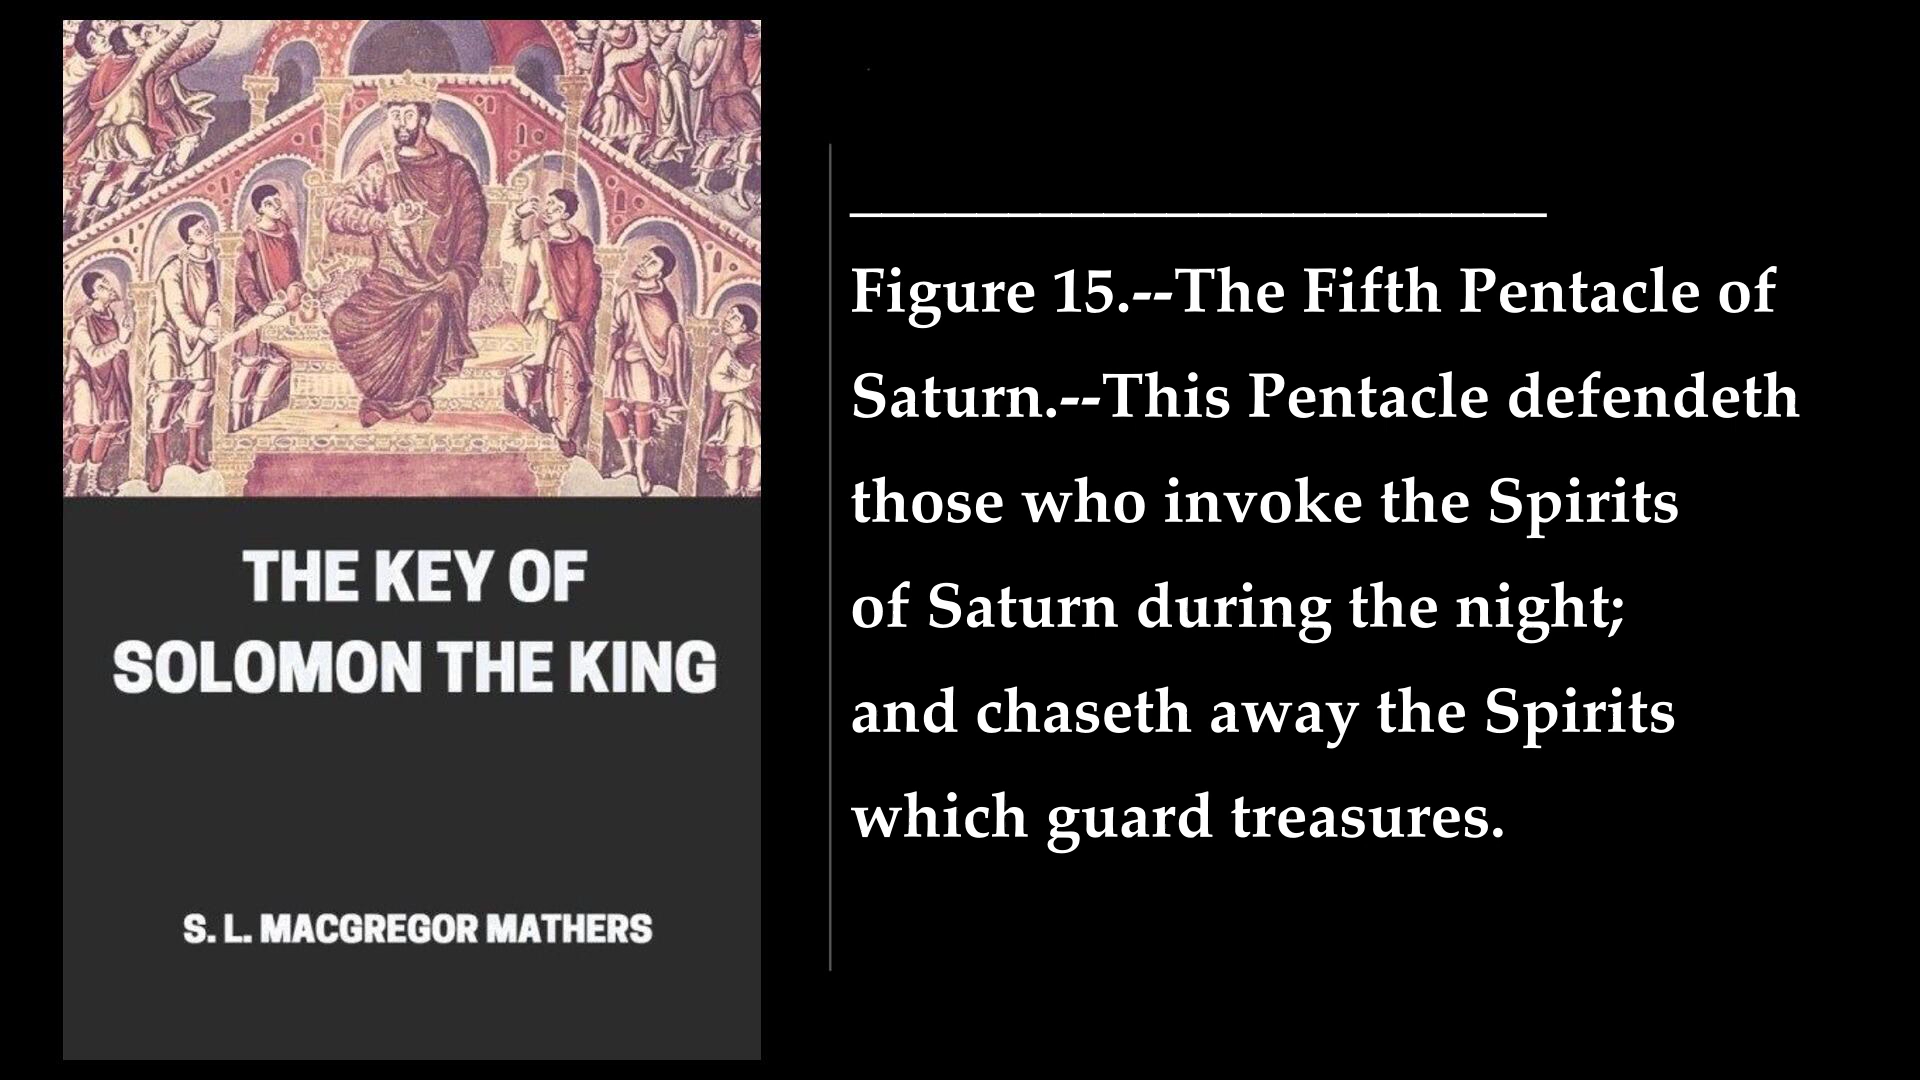 THE KEY OF
SOLOMON THE KING
S. L. MACGREGOR MATHERS
Figure 15.--The Fifth Pentacle of
Saturn.--This Pentacle defendeth
those who invoke the Spirits
of Saturn during the night;
and chaseth away the Spirits
which guard treasures.